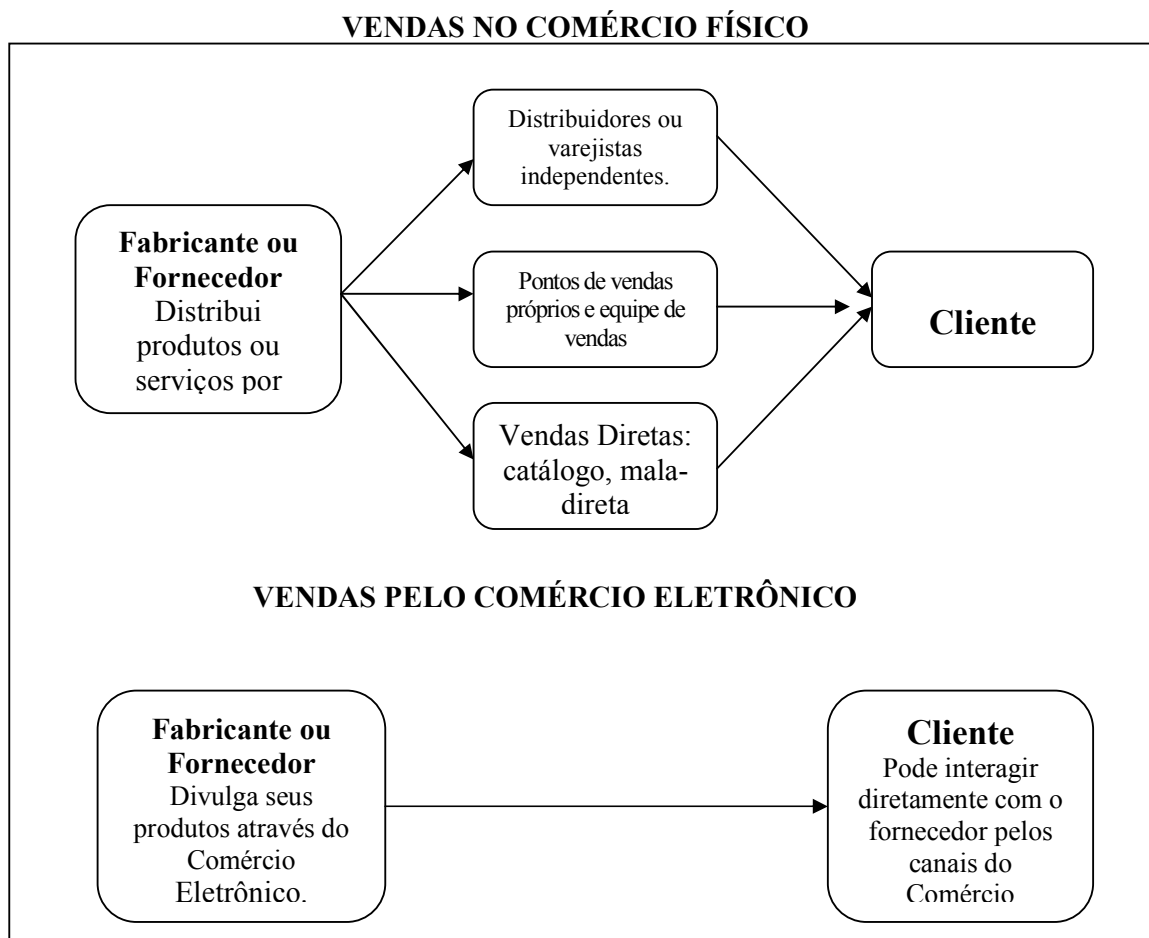 VENDAS NO COMÉRCIO FÍSICO
Distribuidores ou
varejistas
independentes.
Fabricante ou
Fornecedor
Distribui
produtos ou
serviços por
Pontos de vendas
próprios e equipe de
vendas
Cliente
Vendas Diretas:
catálogo, mala-
direta
VENDAS PELO COMÉRCIO ELETRÔNICO
Fabricante ou
Fornecedor
Divulga seus
produtos através do
Comércio
Eletrônico.
Cliente
Pode interagir
diretamente com o
fornecedor pelos
canais do
Comércio